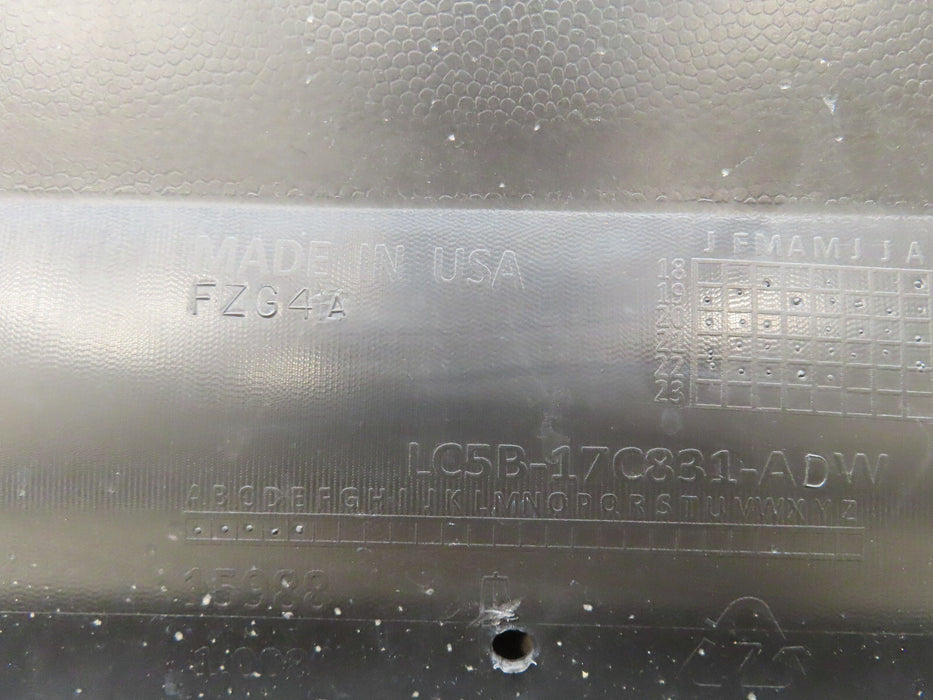 MADE IN USA
FZG4A
J F M A M J J A
18
19
20
21
22
23
LC5B-17C831-ADW
A B C D E F G H I J K L M N O P Q R S T U V W X Y Z
15988